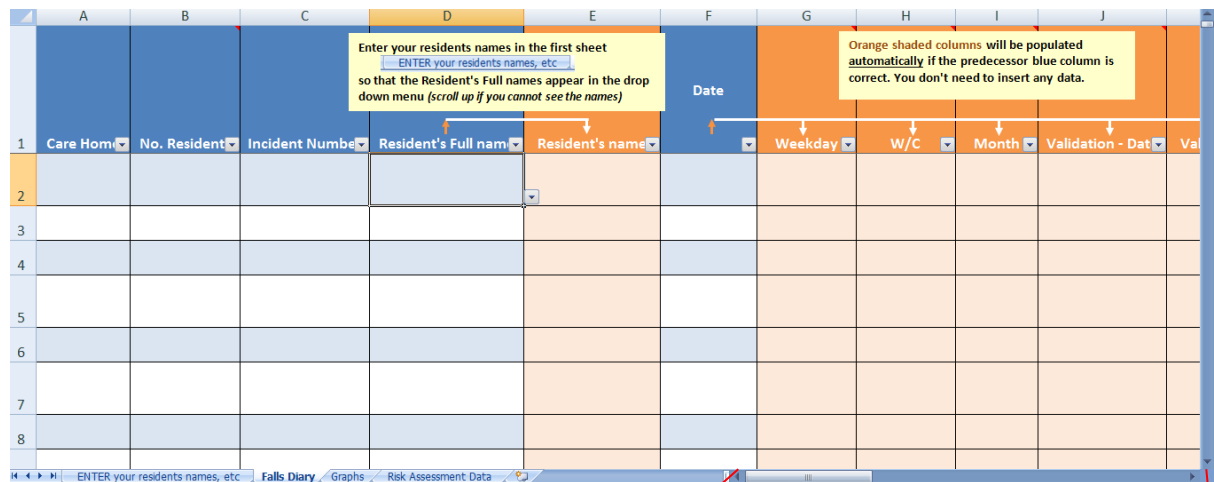 A B C D E F G H I J
Enter your residents names in the first sheet
ENTER your residents names, etc
so that the Resident's Full names appear in the drop
down menu (scroll up if you cannot see the names)
Orange shaded columns will be populated
automatically if the predecessor blue column is
correct. You don't need to insert any data.
Date
1 Care Hom No. Resident Incident Numbe Resident's Full nam Resident's name Weekday W/C Month Validation - Dat Val
2
3
4
5
6
7
8
ENTER your residents names, etc Falls Diary Graphs Risk Assessment Data